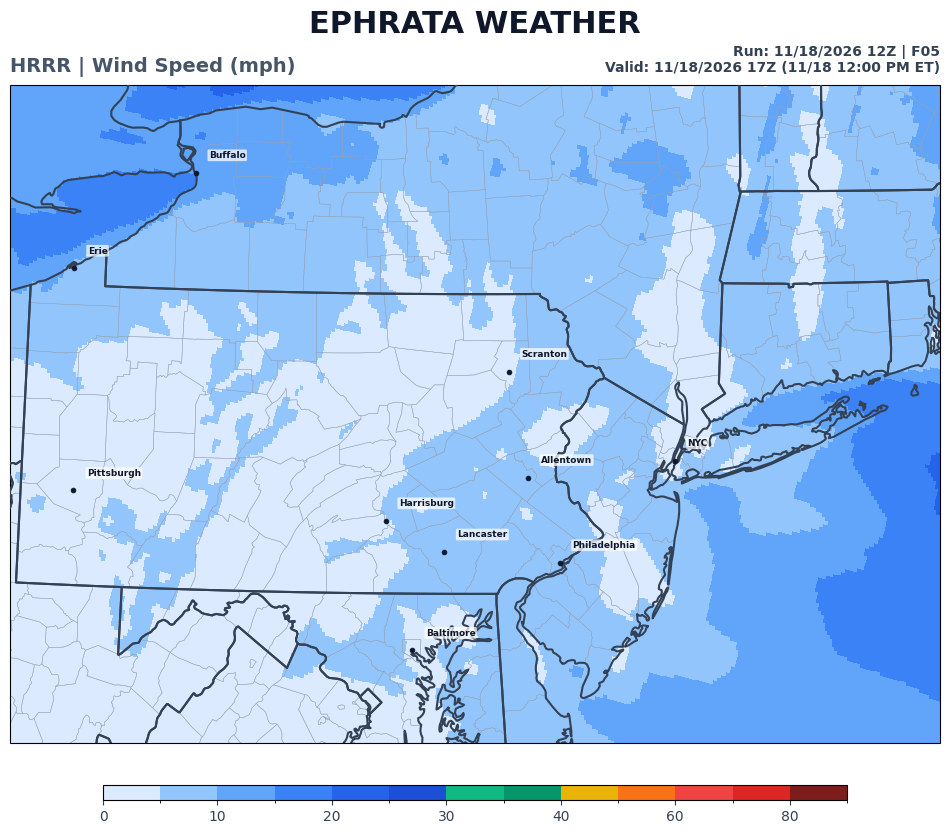 EPHRATA WEATHER
HRRR | Wind Speed (mph)
Run: 11/18/2026 12Z | F05
Valid: 11/18/2026 17Z (11/18 12:00 PM ET)
Buffalo
Erie
Scranton
NYC
Allentown
Pittsburgh
Harrisburg
Lancaster
Philadelphia
Baltimore
0 10 20 30 40 60 80